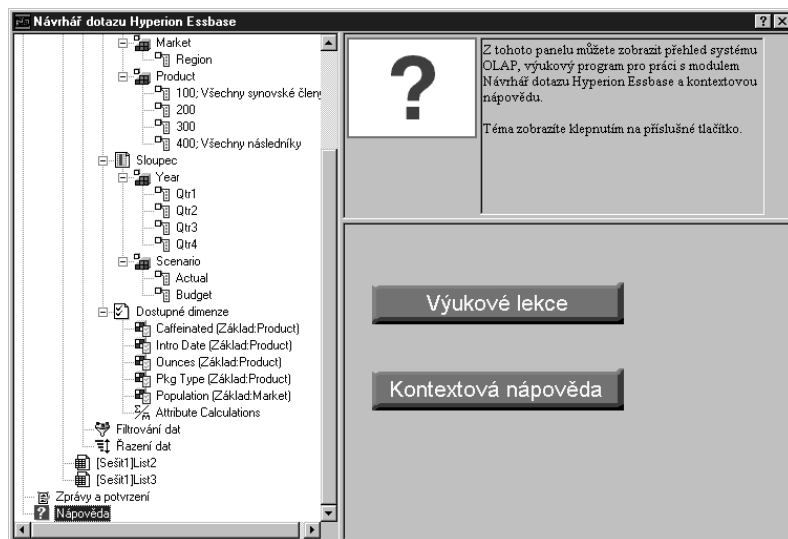 Návrhář dotazu Hyperion Essbase
Market
Region
Product
100; Všechny synovské člen
200
300
400; Všechny následníky
Sloupec
Year
Qtr1
Qtr2
Qtr3
Qtr4
Scenario
Actual
Budget
Dostupné dimenze
Caffeinated (Základ:Product)
Intro Date (Základ:Product)
Ounces (Základ:Product)
Pkg Type (Základ:Product)
Population (Základ:Market)
Attribute Calculations
Filtrování dat
Řazení dat
[Sešit1]List2
[Sešit1]List3
Zprávy a potvrzení
Nápověda
Z tohoto panelu můžete zobrazit přehled systému
OLAP, výukový program pro práci s modulem
Návrhář dotazu Hyperion Essbase a kontextovou
nápovědu.
Téma zobrazíte klepnutím na příslušné tlačítko.
Výukové lekce
Kontextová nápověda